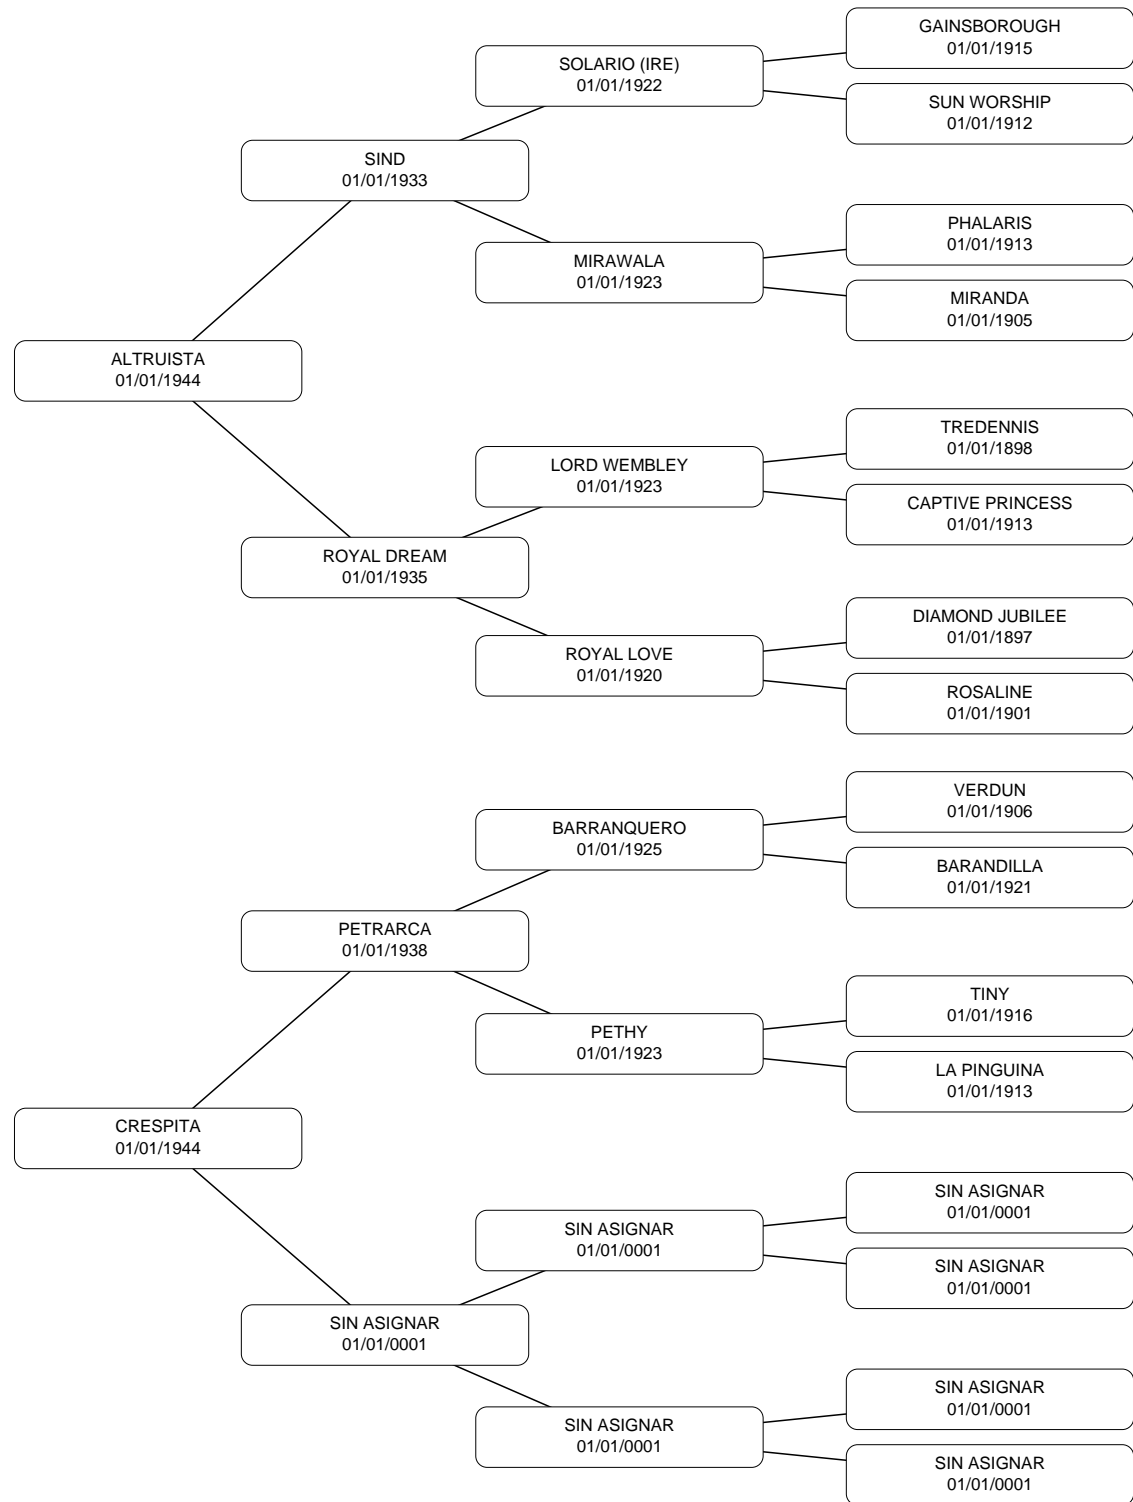 GAINSBOROUGH
01/01/1915
SOLARIO (IRE)
01/01/1922
SUN WORSHIP
01/01/1912
SIND
01/01/1933
PHALARIS
01/01/1913
MIRAWALA
01/01/1923
MIRANDA
01/01/1905
ALTRUISTA
01/01/1944
TREDENNIS
01/01/1898
LORD WEMBLEY
01/01/1923
CAPTIVE PRINCESS
01/01/1913
ROYAL DREAM
01/01/1935
DIAMOND JUBILEE
01/01/1897
ROYAL LOVE
01/01/1920
ROSALINE
01/01/1901
VERDUN
01/01/1906
BARRANQUERO
01/01/1925
BARANDILLA
01/01/1921
PETRARCA
01/01/1938
TINY
01/01/1916
PETHY
01/01/1923
LA PINGUINA
01/01/1913
CRESPITA
01/01/1944
SIN ASIGNAR
01/01/0001
SIN ASIGNAR
01/01/0001
SIN ASIGNAR
01/01/0001
SIN ASIGNAR
01/01/0001
SIN ASIGNAR
01/01/0001
SIN ASIGNAR
01/01/0001
SIN ASIGNAR
01/01/0001